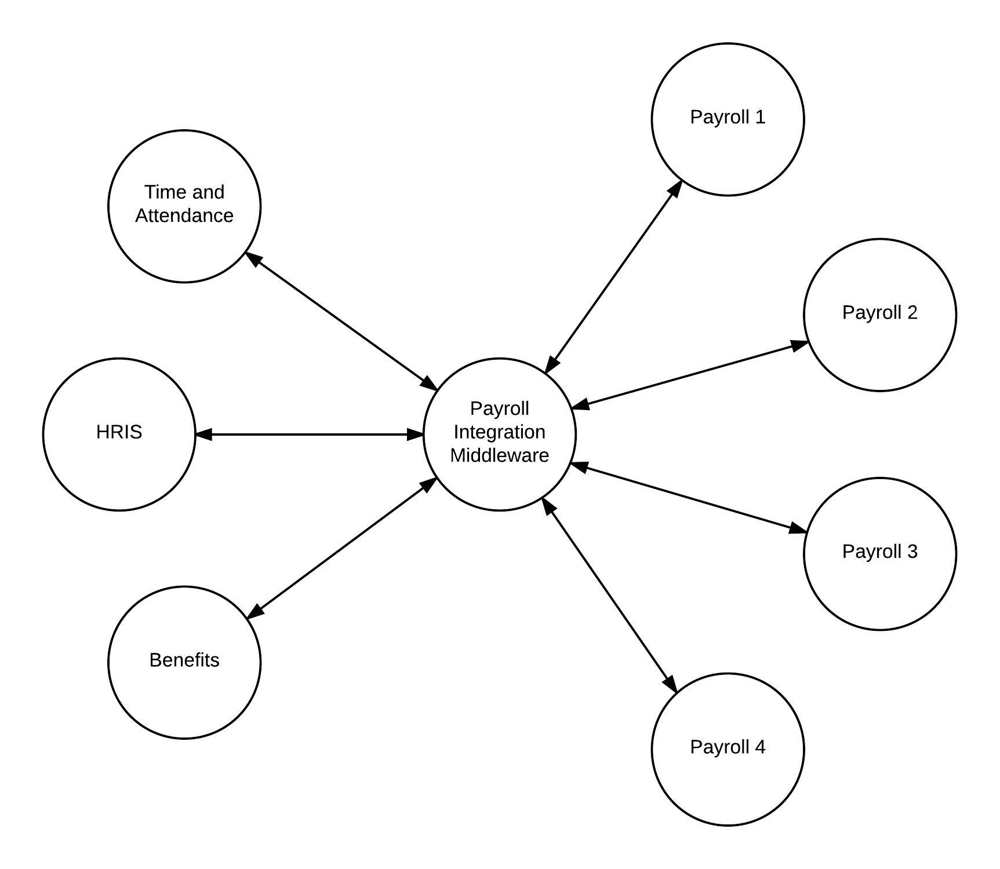 Payroll 1
Time and
Attendance
Payroll 2
HRIS
Payroll
Integration
Middleware
Payroll 3
Benefits
Payroll 4